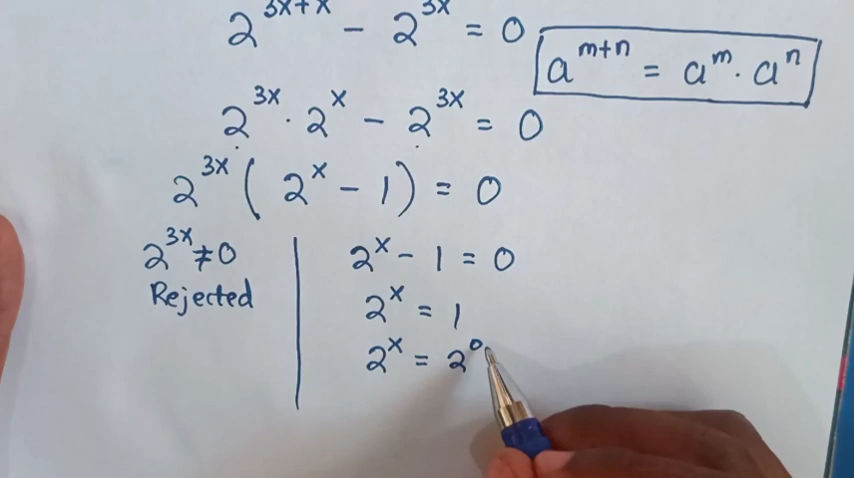 2^{3x+x} - 2^{3x} = 0
a^{m+n} = a^m · a^n
2^{3x} · 2^x - 2^{3x} = 0
2^{3x} ( 2^x - 1 ) = 0
2^{3x} ≠ 0
Rejected
2^x - 1 = 0
2^x = 1
2^x = 2^0